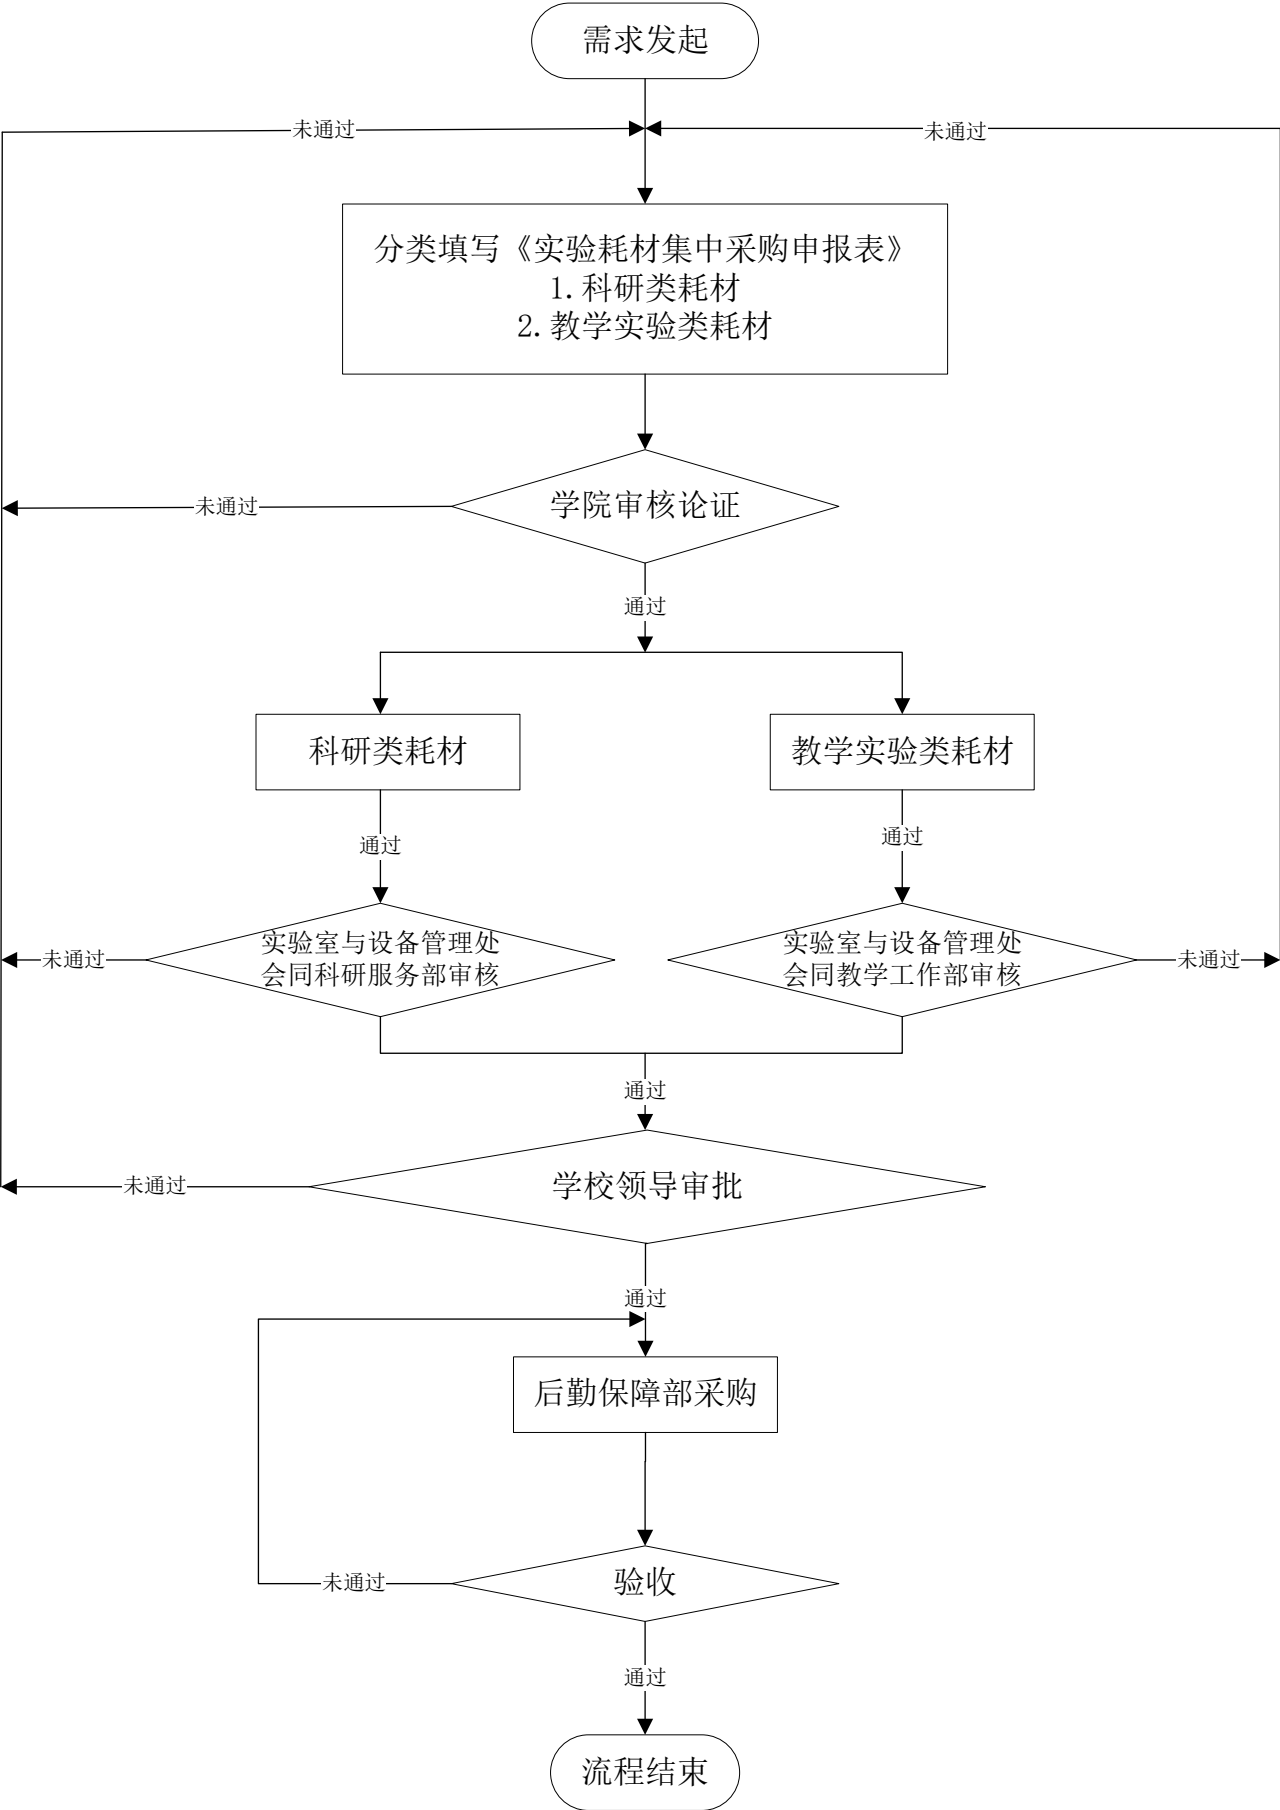 需求发起
未通过
未通过
分类填写《实验耗材集中采购申报表》
1.科研类耗材
2.教学实验类耗材
学院审核论证
未通过
通过
科研类耗材
教学实验类耗材
通过
通过
实验室与设备管理处
会同科研服务部审核
实验室与设备管理处
会同教学工作部审核
未通过
未通过
通过
学校领导审批
未通过
通过
后勤保障部采购
验收
未通过
通过
流程结束